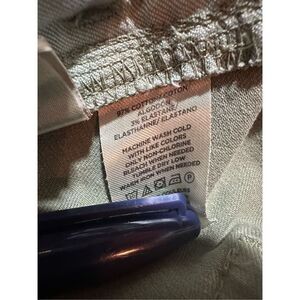 97% COTTON/COTON
ALGODÓN
3% ELASTANE/
ELASTHANNE/ ELASTANO
MACHINE WASH COLD
WITH LIKE COLORS
ONLY NON-CHLORINE
BLEACH WHEN NEEDED
TUMBLE DRY LOW
WARM IRON WHEN NEEDED